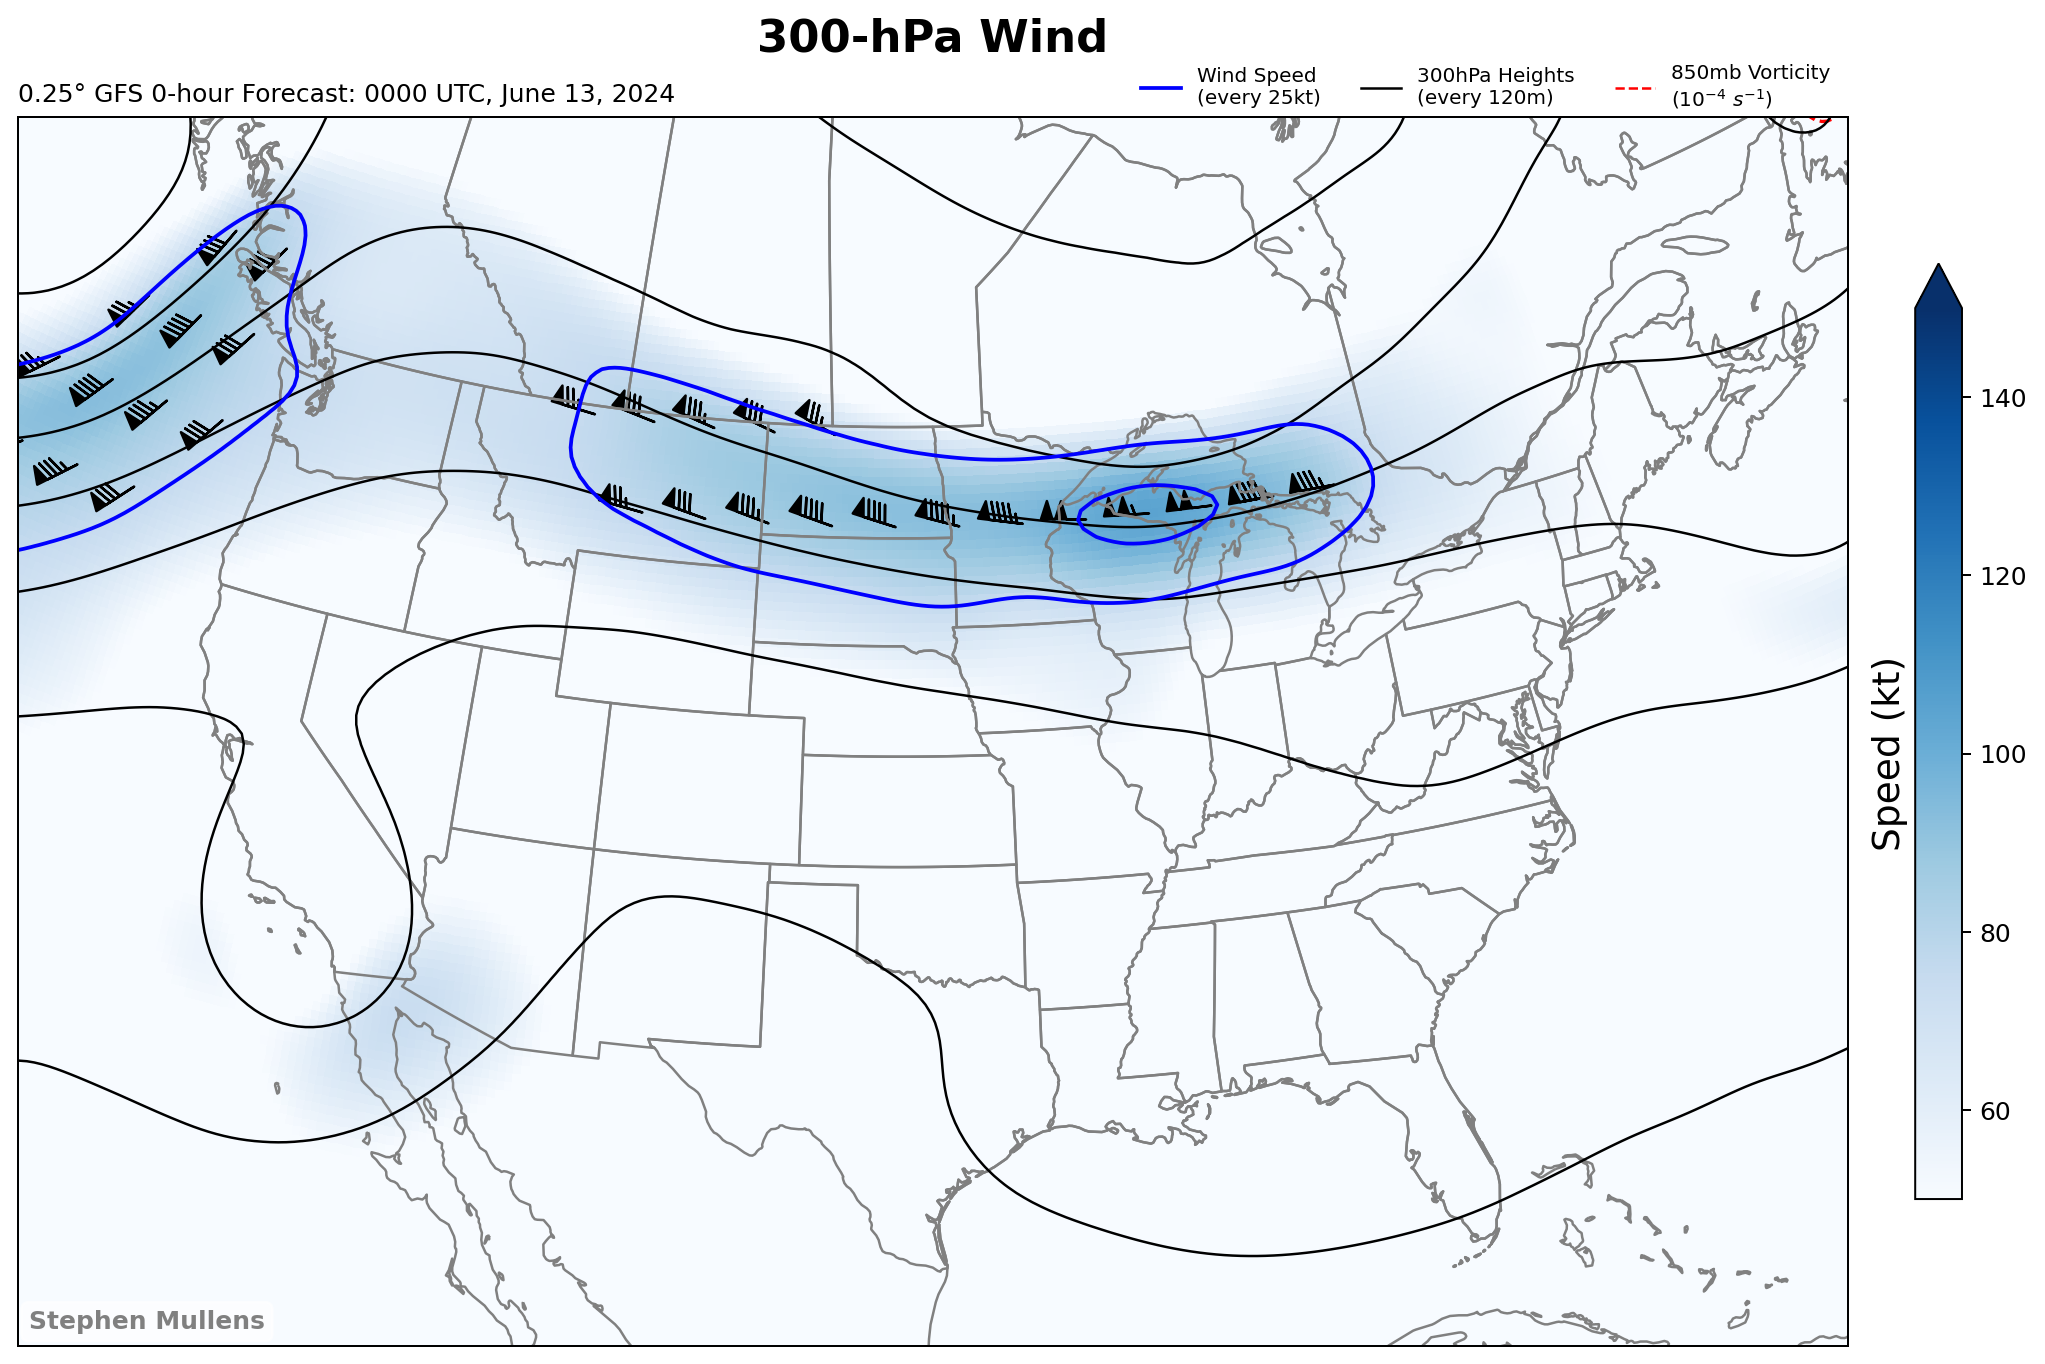 300-hPa Wind
0.25° GFS 0-hour Forecast: 0000 UTC, June 13, 2024
Wind Speed
(every 25kt)
300hPa Heights
(every 120m)
850mb Vorticity
(10⁻⁴ s⁻¹)
140
120
100
80
60
Speed (kt)
Stephen Mullens